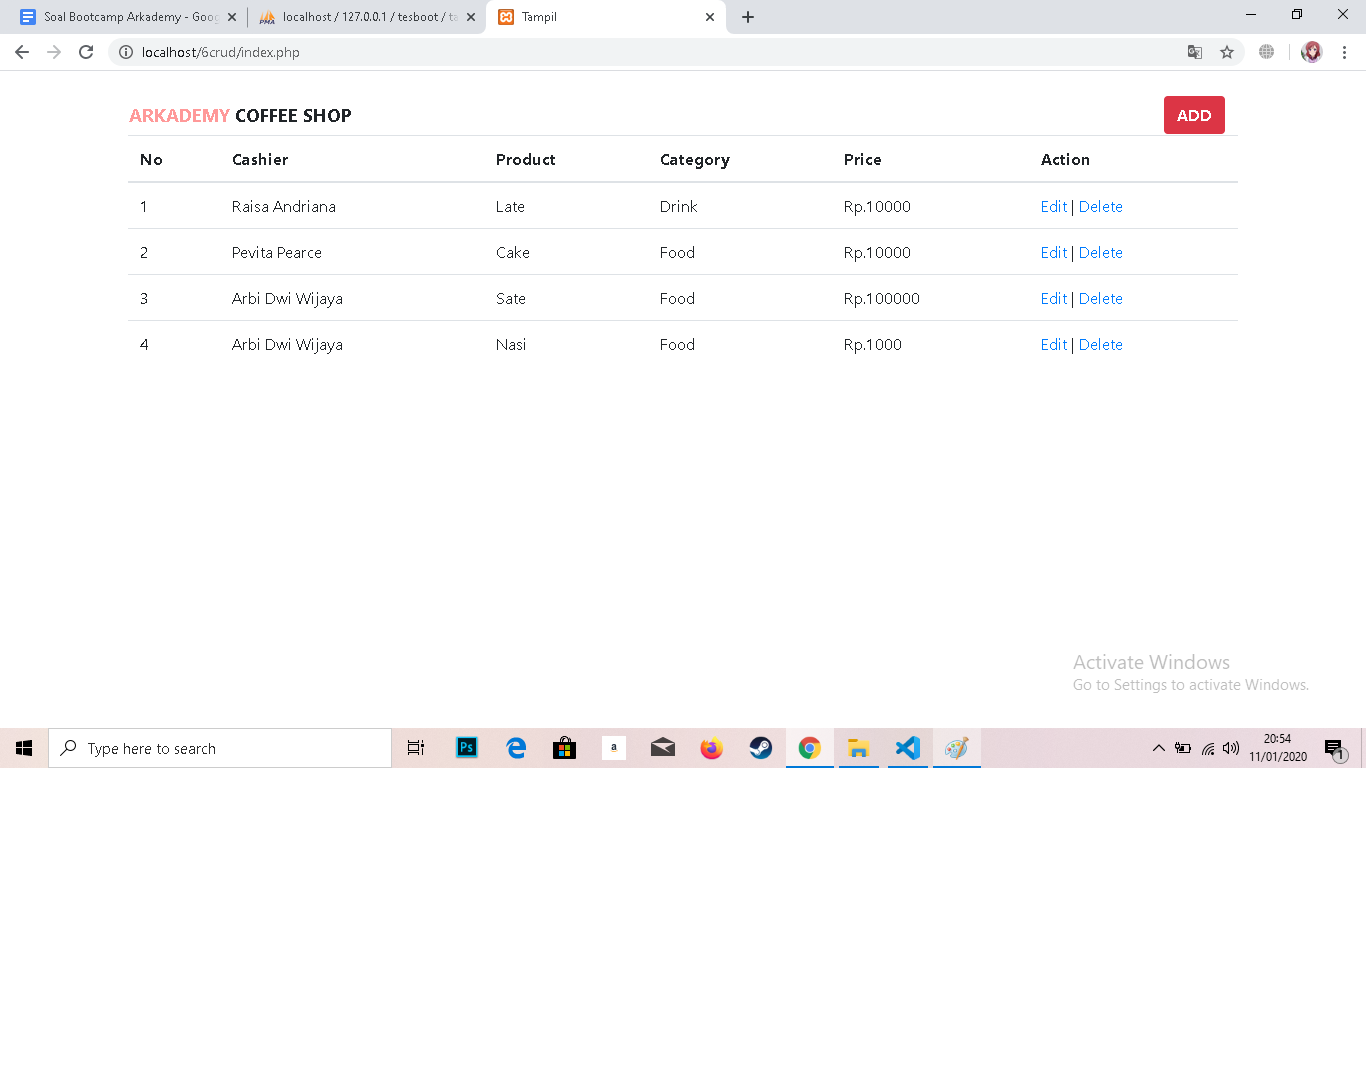 Soal Bootcamp Arkademy - Goog
localhost / 127.0.0.1 / tesboot / ta
Tampil
localhost/6crud/index.php
ARKADEMY COFFEE SHOP
ADD
No Cashier Product Category Price Action
1 Raisa Andriana Late Drink Rp.10000 Edit | Delete
2 Pevita Pearce Cake Food Rp.10000 Edit | Delete
3 Arbi Dwi Wijaya Sate Food Rp.100000 Edit | Delete
4 Arbi Dwi Wijaya Nasi Food Rp.1000 Edit | Delete
Activate Windows
Go to Settings to activate Windows.
Type here to search
Ps
a
20:54
11/01/2020
1